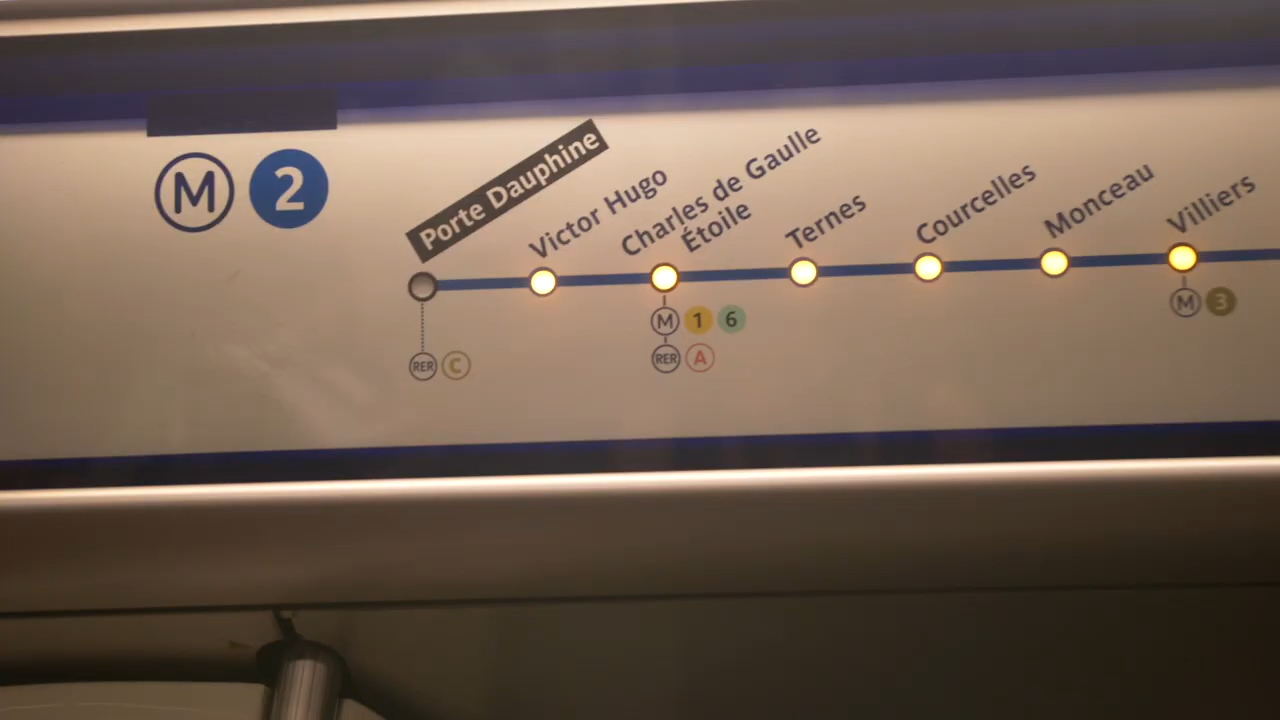 M 2
Porte Dauphine
Victor Hugo
Charles de Gaulle
Étoile
Ternes
Courcelles
Monceau
Villiers
RER C
M 1 6
RER A
M 3